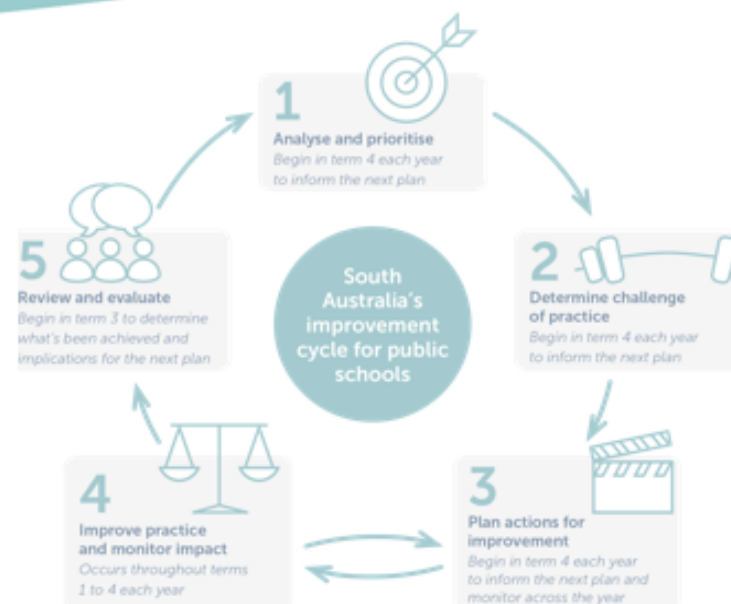 1
Analyse and prioritise
Begin in term 4 each year
to inform the next plan
2
Determine challenge
of practice
Begin in term 4 each year
to inform the next plan
3
Plan actions for
improvement
Begin in term 4 each year
to inform the next plan and
monitor across the year
4
Improve practice
and monitor impact
Occurs throughout terms
1 to 4 each year
5
Review and evaluate
Begin in term 3 to determine
what's been achieved and
implications for the next plan
South
Australia's
improvement
cycle for public
schools